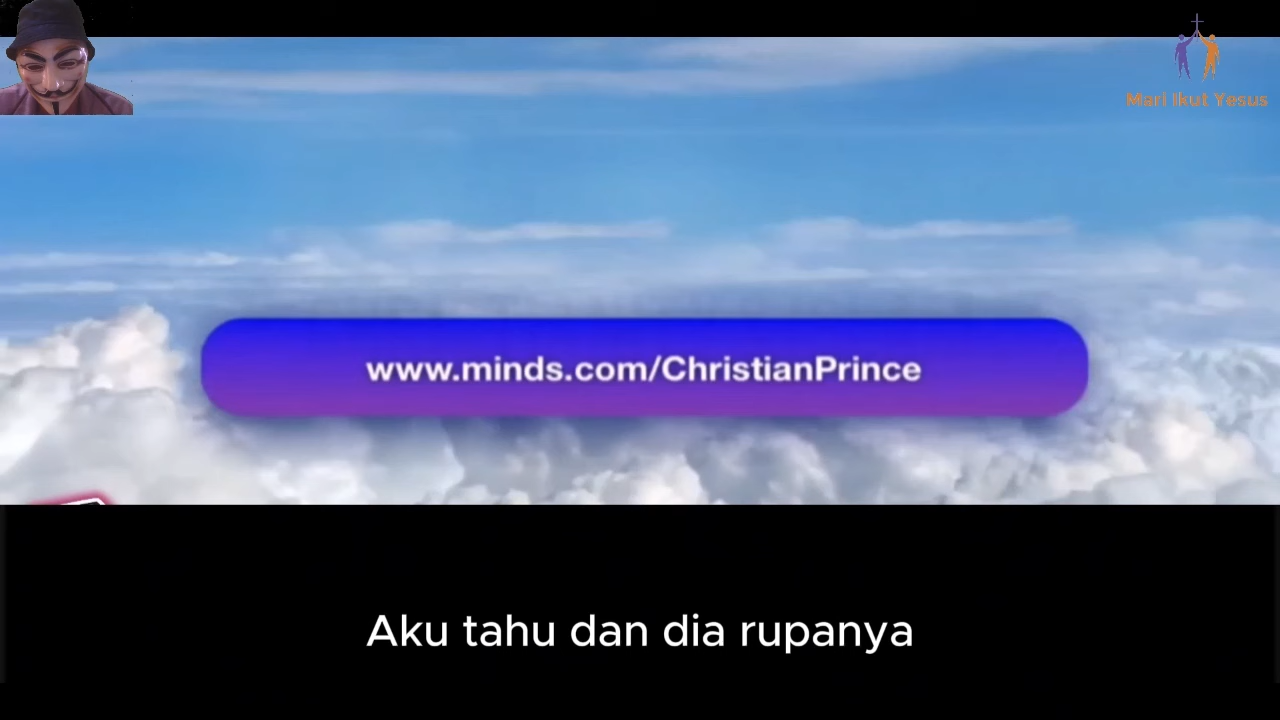 Mari Ikut Yesus
www.minds.com/ChristianPrince
Aku tahu dan dia rupanya